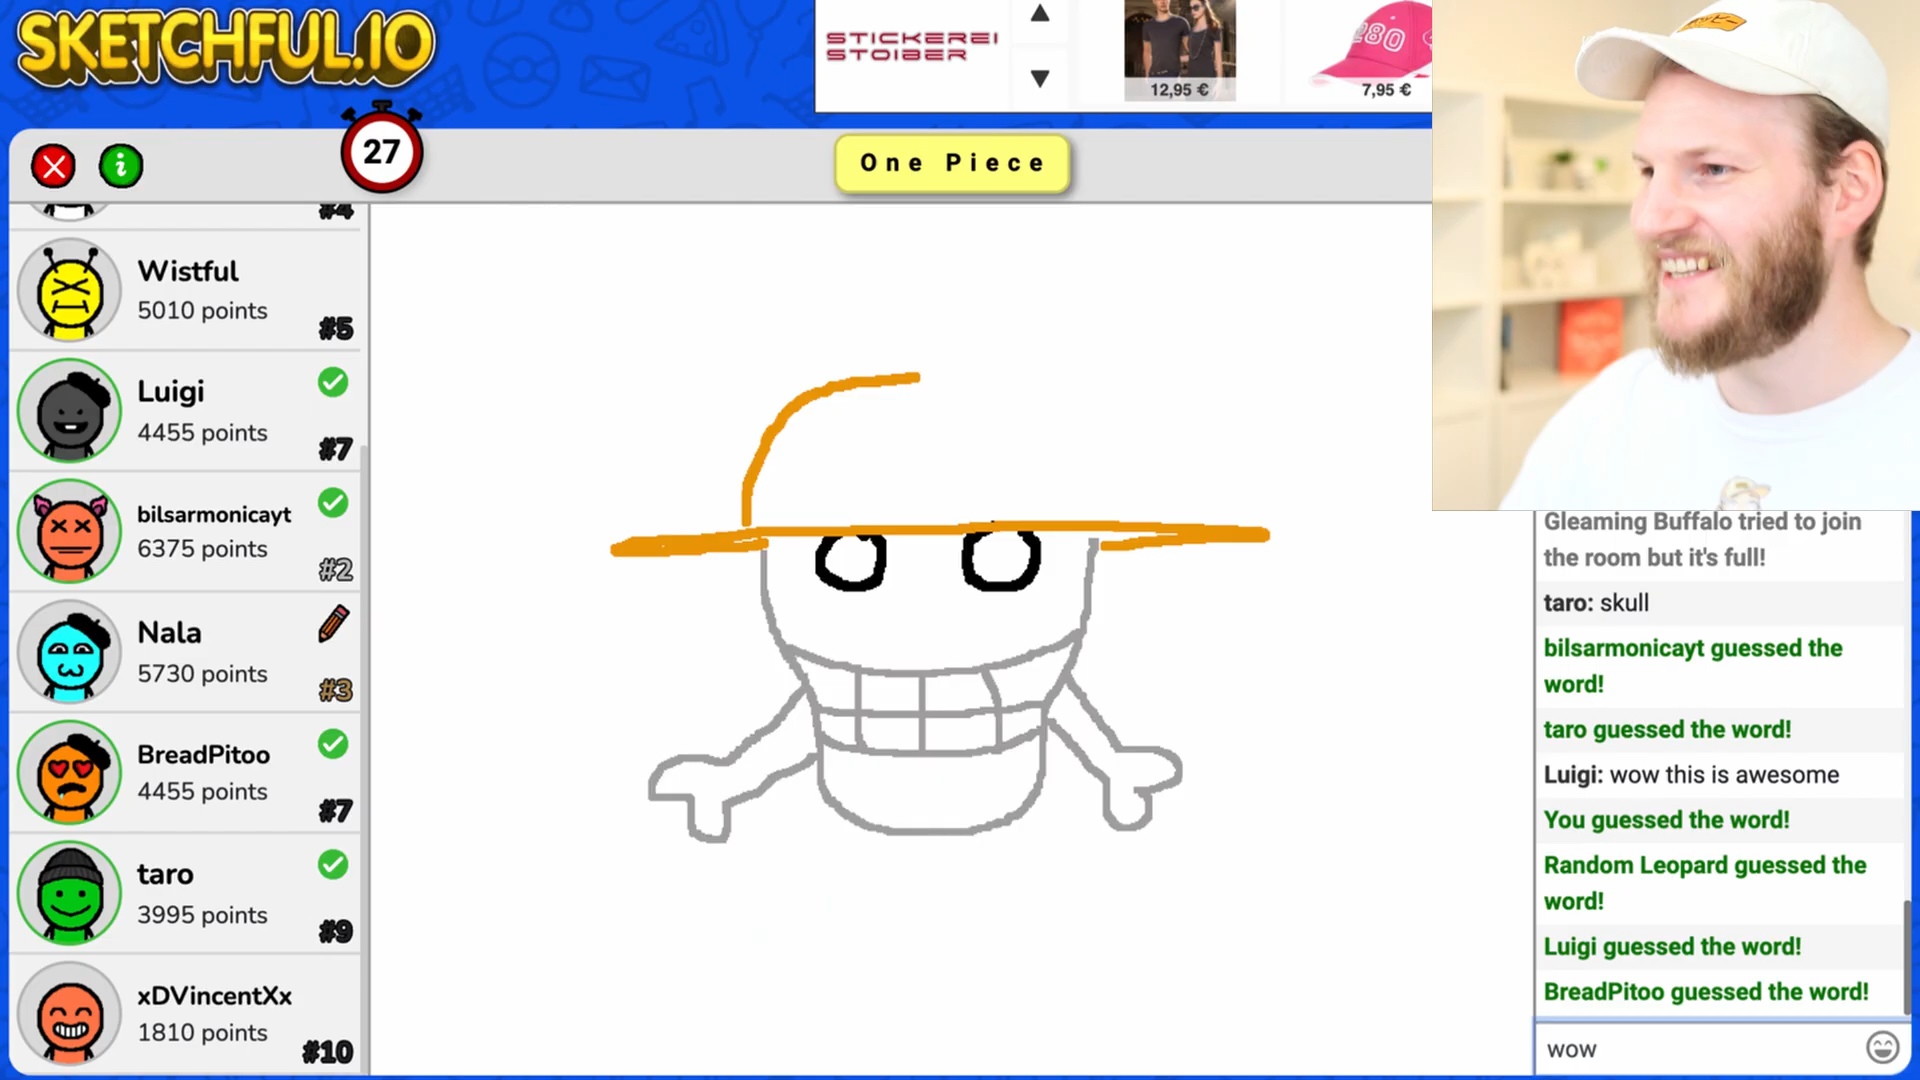 SKETCHFUL.IO
STICKEREI
STOIBER
12,95 €
280
7,95 €
27
One Piece
#4
Wistful
5010 points
#5
Luigi
4455 points
#7
bilsarmonicayt
6375 points
#2
Nala
5730 points
#3
BreadPitoo
4455 points
#7
taro
3995 points
#9
xDVincentXx
1810 points
#10
Gleaming Buffalo tried to join
the room but it's full!
taro: skull
bilsarmonicayt guessed the
word!
taro guessed the word!
Luigi: wow this is awesome
You guessed the word!
Random Leopard guessed the
word!
Luigi guessed the word!
BreadPitoo guessed the word!
wow